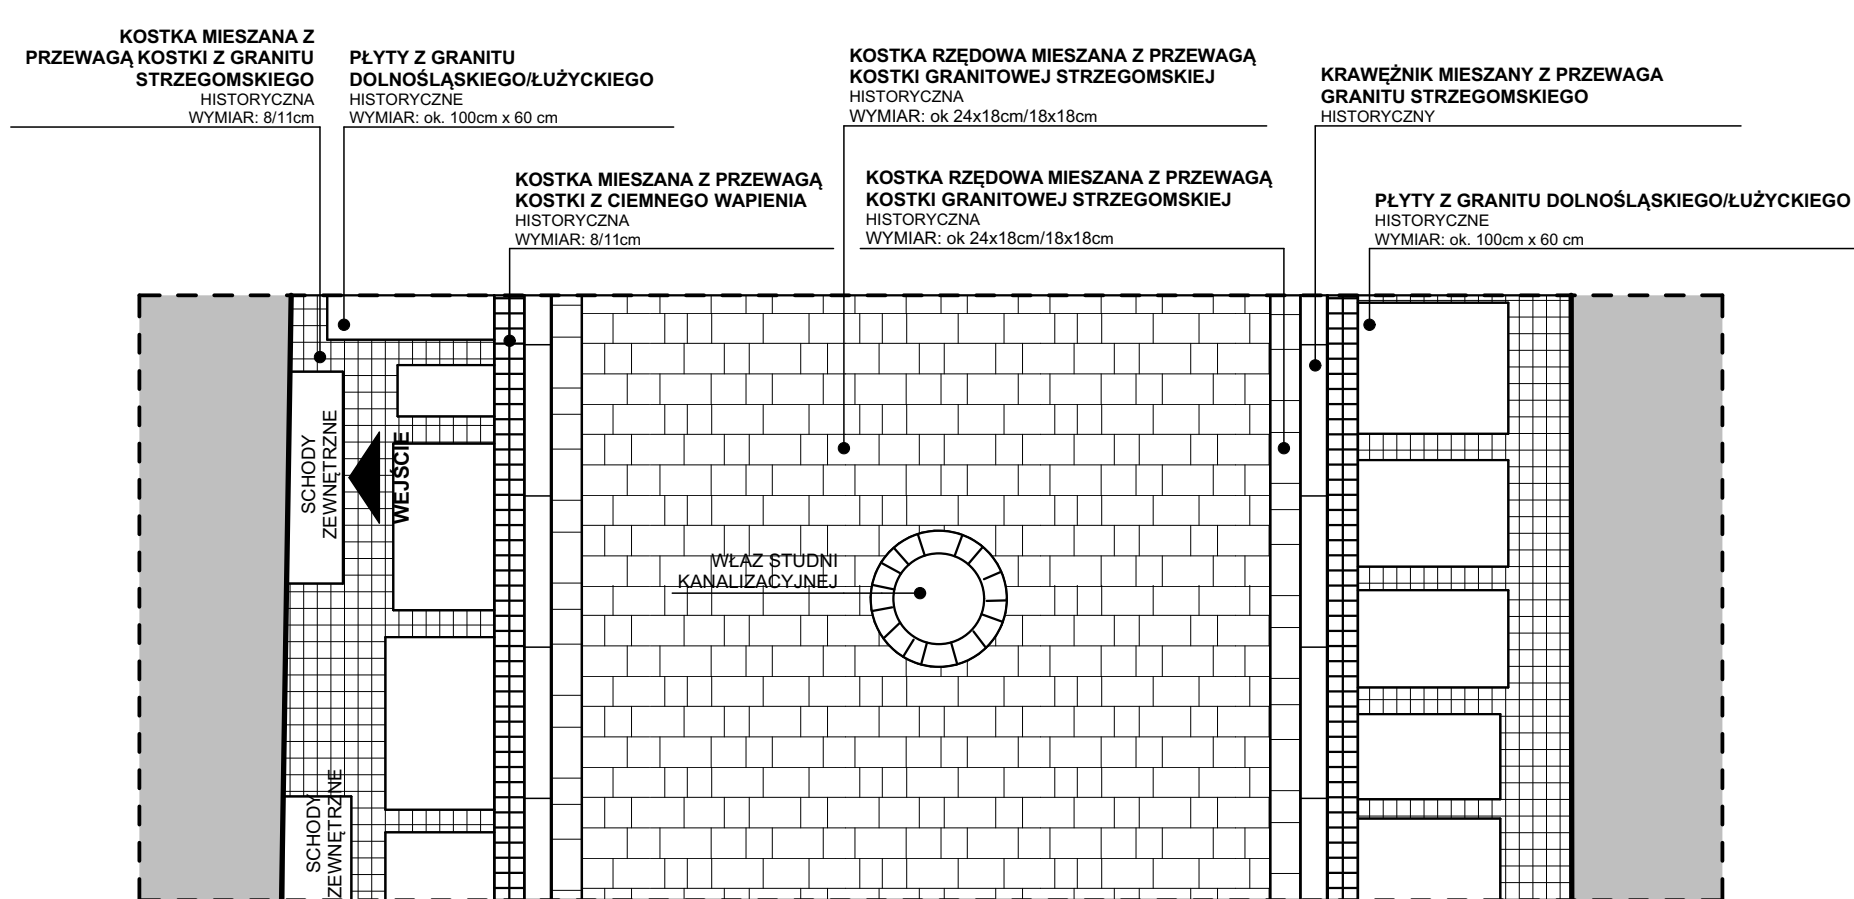 KOSTKA MIESZANA Z
PRZEWAGĄ KOSTKI Z GRANITU
STRZEGOMSKIEGO
HISTORYCZNA
WYMIAR: 8/11cm
PŁYTY Z GRANITU
DOLNOŚLĄSKIEGO/ŁUŻYCKIEGO
HISTORYCZNE
WYMIAR: ok. 100cm x 60 cm
KOSTKA MIESZANA Z PRZEWAGĄ
KOSTKI Z CIEMNEGO WAPIENIA
HISTORYCZNA
WYMIAR: 8/11cm
KOSTKA RZĘDOWA MIESZANA Z PRZEWAGĄ
KOSTKI GRANITOWEJ STRZEGOMSKIEJ
HISTORYCZNA
WYMIAR: ok 24x18cm/18x18cm
KOSTKA RZĘDOWA MIESZANA Z PRZEWAGĄ
KOSTKI GRANITOWEJ STRZEGOMSKIEJ
HISTORYCZNA
WYMIAR: ok 24x18cm/18x18cm
KRAWĘŻNIK MIESZANY Z PRZEWAGA
GRANITU STRZEGOMSKIEGO
HISTORYCZNY
PŁYTY Z GRANITU DOLNOŚLĄSKIEGO/ŁUŻYCKIEGO
HISTORYCZNE
WYMIAR: ok. 100cm x 60 cm
SCHODY
ZEWNĘTRZNE
WEJŚCIE
WŁAZ STUDNI
KANALIZACYJNEJ
SCHODY
ZEWNĘTRZNE